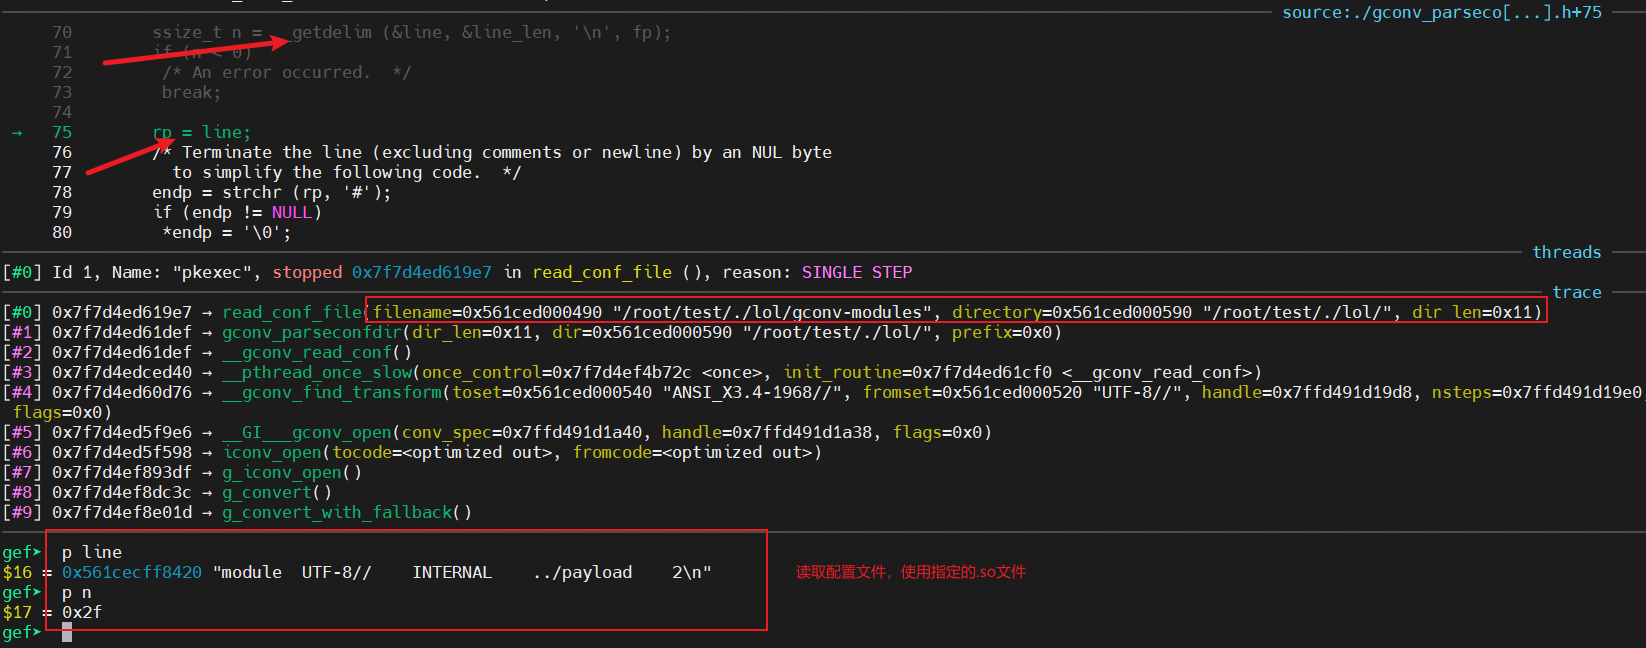 source:./gconv_parseco[...].h+75
70 ssize_t n = _getdelim (&line, &line_len, '\n', fp);
71 if (n < 0)
72 /* An error occurred. */
73 break;
74
→ 75 rp = line;
76 /* Terminate the line (excluding comments or newline) by an NUL byte
77 to simplify the following code. */
78 endp = strchr (rp, '#');
79 if (endp != NULL)
80 *endp = '\0';
threads
[#0] Id 1, Name: "pkexec", stopped 0x7f7d4ed619e7 in read_conf_file (), reason: SINGLE STEP
trace
[#0] 0x7f7d4ed619e7 → read_conf_file(filename=0x561ced000490 "/root/test/./lol/gconv-modules", directory=0x561ced000590 "/root/test/./lol/", dir_len=0x11)
[#1] 0x7f7d4ed61def → gconv_parseconfdir(dir_len=0x11, dir=0x561ced000590 "/root/test/./lol/", prefix=0x0)
[#2] 0x7f7d4ed61def → __gconv_read_conf()
[#3] 0x7f7d4edced40 → __pthread_once_slow(once_control=0x7f7d4ef4b72c <once>, init_routine=0x7f7d4ed61cf0 <__gconv_read_conf>)
[#4] 0x7f7d4ed60d76 → __gconv_find_transform(toset=0x561ced000540 "ANSI_X3.4-1968//", fromset=0x561ced000520 "UTF-8//", handle=0x7ffd491d19d8, nsteps=0x7ffd491d19e0,
flags=0x0)
[#5] 0x7f7d4ed5f9e6 → __GI___gconv_open(conv_spec=0x7ffd491d1a40, handle=0x7ffd491d1a38, flags=0x0)
[#6] 0x7f7d4ed5f598 → iconv_open(tocode=<optimized out>, fromcode=<optimized out>)
[#7] 0x7f7d4ef893df → g_iconv_open()
[#8] 0x7f7d4ef8dc3c → g_convert()
[#9] 0x7f7d4ef8e01d → g_convert_with_fallback()
gef➤ p line
$16 = 0x561cecff8420 "module UTF-8// INTERNAL ../payload 2\n"
读取配置文件，使用指定的.so文件
gef➤ p n
$17 = 0x2f
gef➤